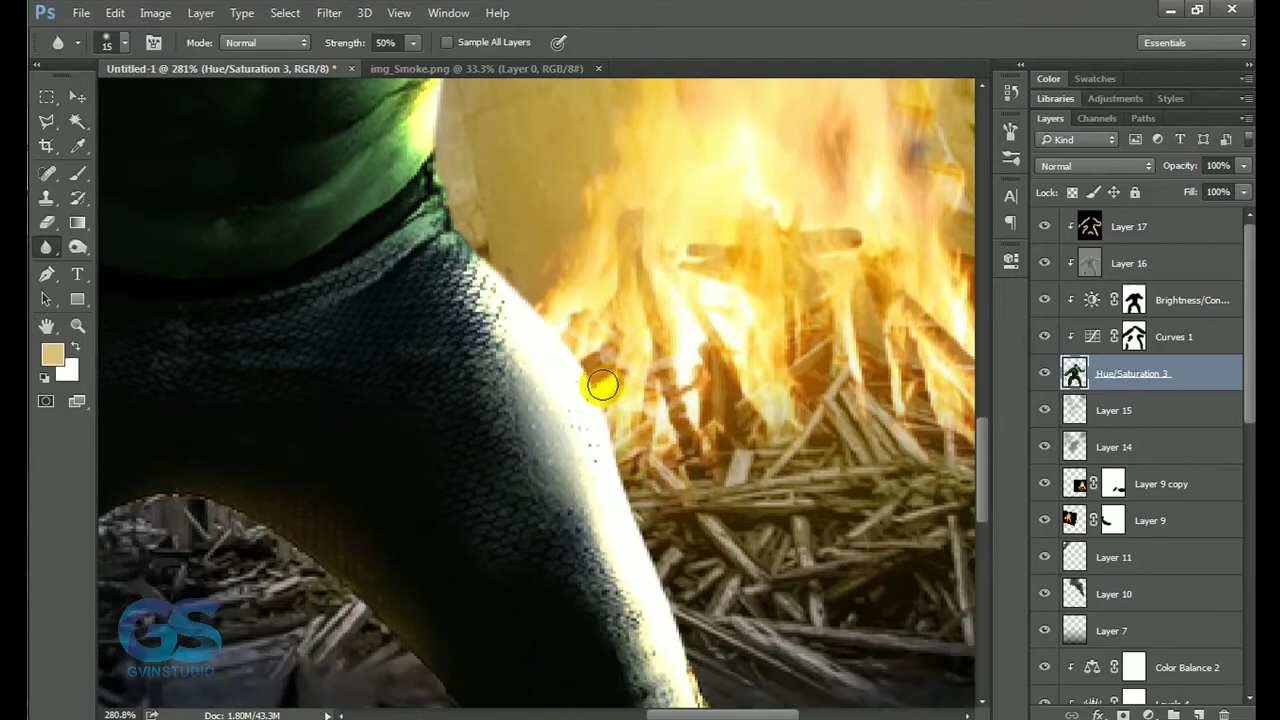 Ps File Edit Image Layer Type Select Filter 3D View Window Help
15 Mode: Normal Strength: 50% Sample All Layers Essentials
Untitled-1 @ 281% (Hue/Saturation 3, RGB/8) * × img_Smoke.png @ 33.3% (Layer 0, RGB/8#) ×
Color Swatches
Libraries Adjustments Styles
Layers Channels Paths
Kind
Normal Opacity: 100%
Lock: Fill: 100%
Layer 17
Layer 16
Brightness/Con...
Curves 1
Hue/Saturation 3
Layer 15
Layer 14
Layer 9 copy
Layer 9
Layer 11
Layer 10
Layer 7
Color Balance 2
GS
GVINSTUDIO
280.8% Doc: 1.80M/43.3M